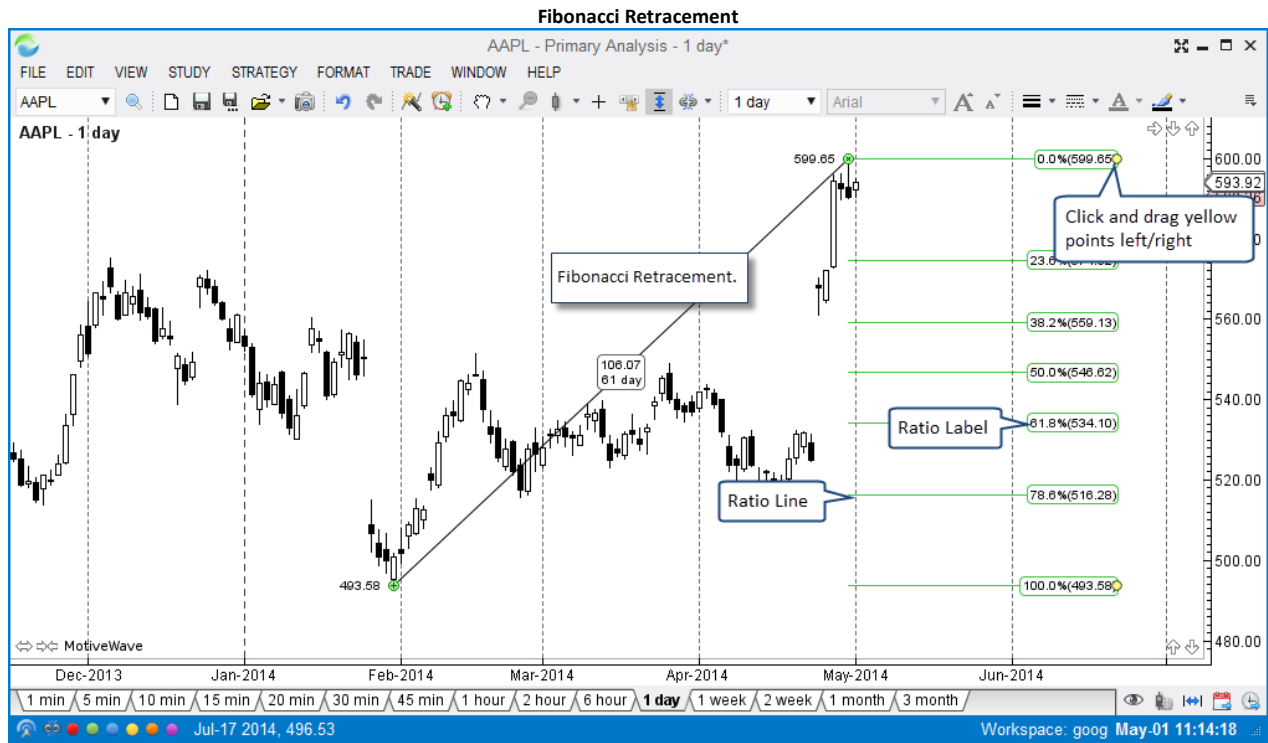 Fibonacci Retracement
AAPL - Primary Analysis - 1 day*
FILE EDIT VIEW STUDY STRATEGY FORMAT TRADE WINDOW HELP
AAPL 1 day Arial
AAPL - 1 day
599.65
0.0%(599.65)
600.00
593.92
Click and drag yellow
points left/right
Fibonacci Retracement.
38.2%(559.13)
560.00
106.07
61 day
50.0%(546.62)
540.00
Ratio Label
61.8%(534.10)
520.00
Ratio Line
78.6%(516.28)
500.00
493.58
100.0%(493.58)
480.00
MotiveWave
Dec-2013 Jan-2014 Feb-2014 Mar-2014 Apr-2014 May-2014 Jun-2014
1 min 5 min 10 min 15 min 20 min 30 min 45 min 1 hour 2 hour 6 hour 1 day 1 week 2 week 1 month 3 month
Jul-17 2014, 496.53 Workspace: goog May-01 11:14:18